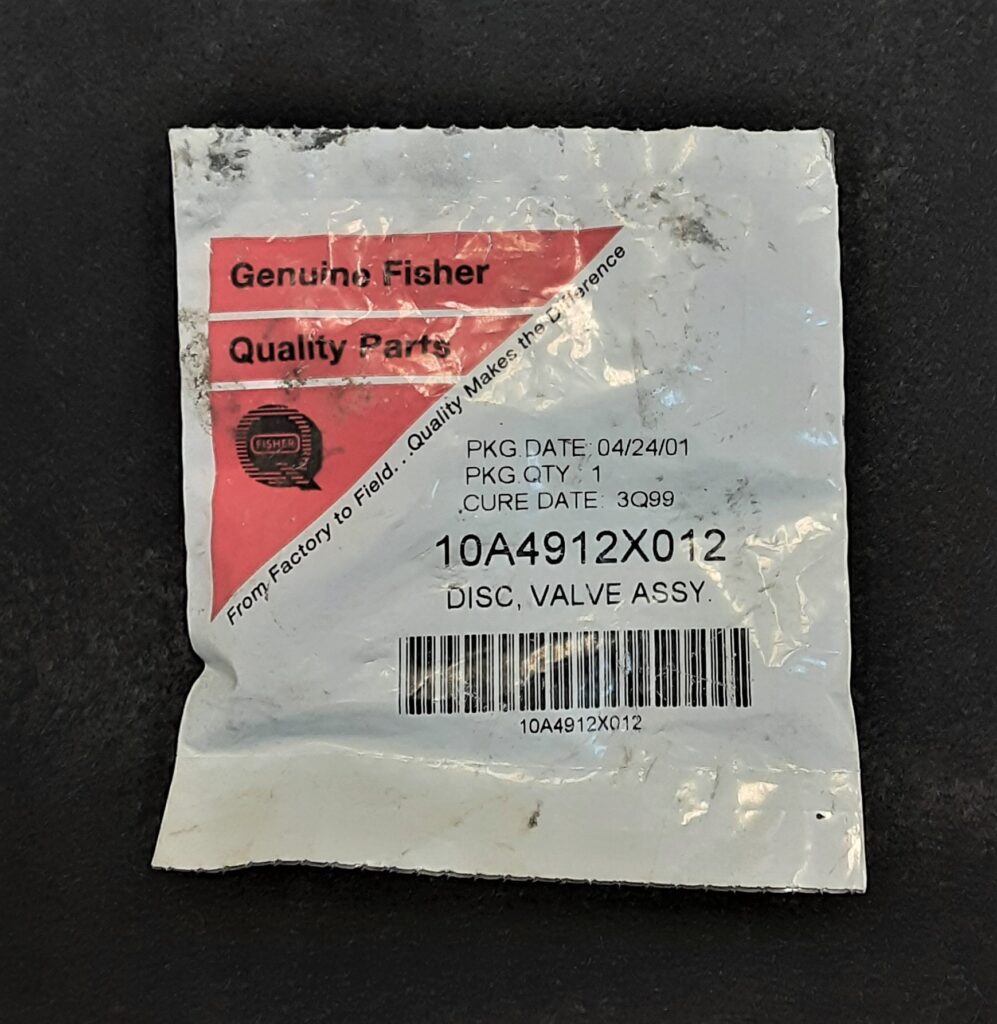 Genuine Fisher
Quality Parts
FISHER
From Factory to Field...Quality Makes the Difference
PKG.DATE: 04/24/01
PKG.QTY : 1
CURE DATE: 3Q99
10A4912X012
DISC, VALVE ASSY.
10A4912X012